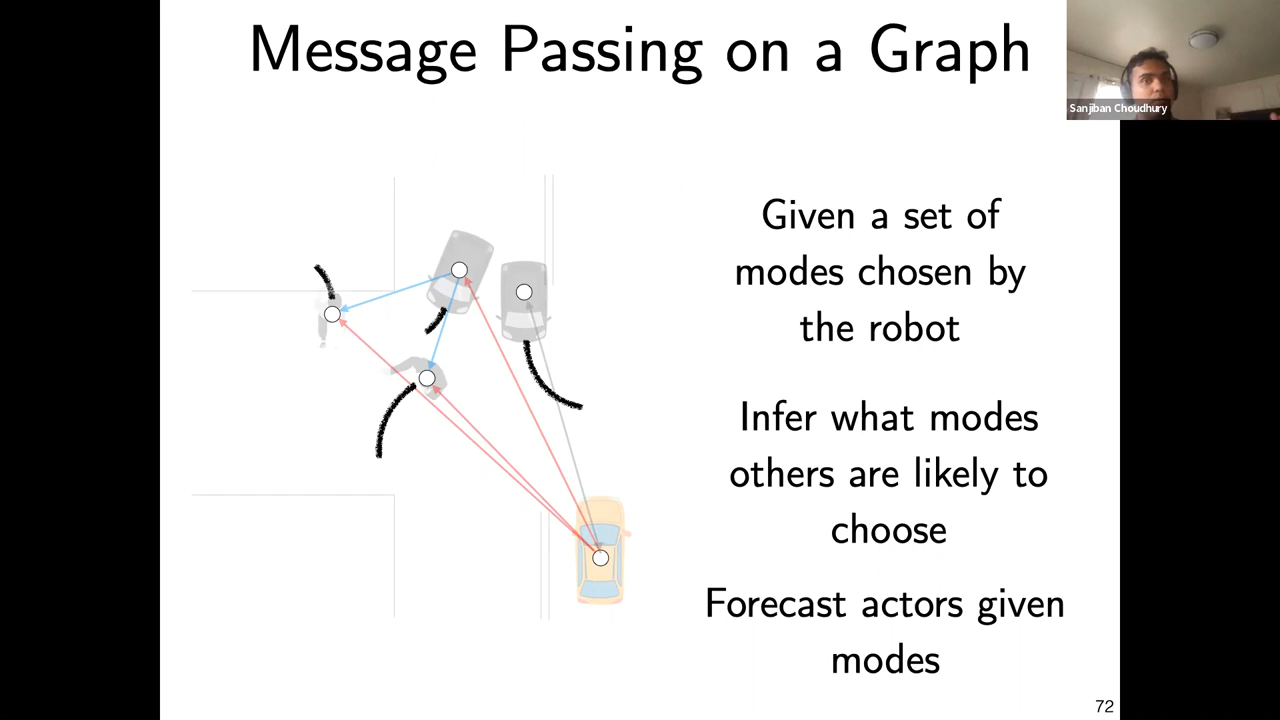 Message Passing on a Graph
Sanjiban Choudhury
Given a set of
modes chosen by
the robot
Infer what modes
others are likely to
choose
Forecast actors given
modes
72